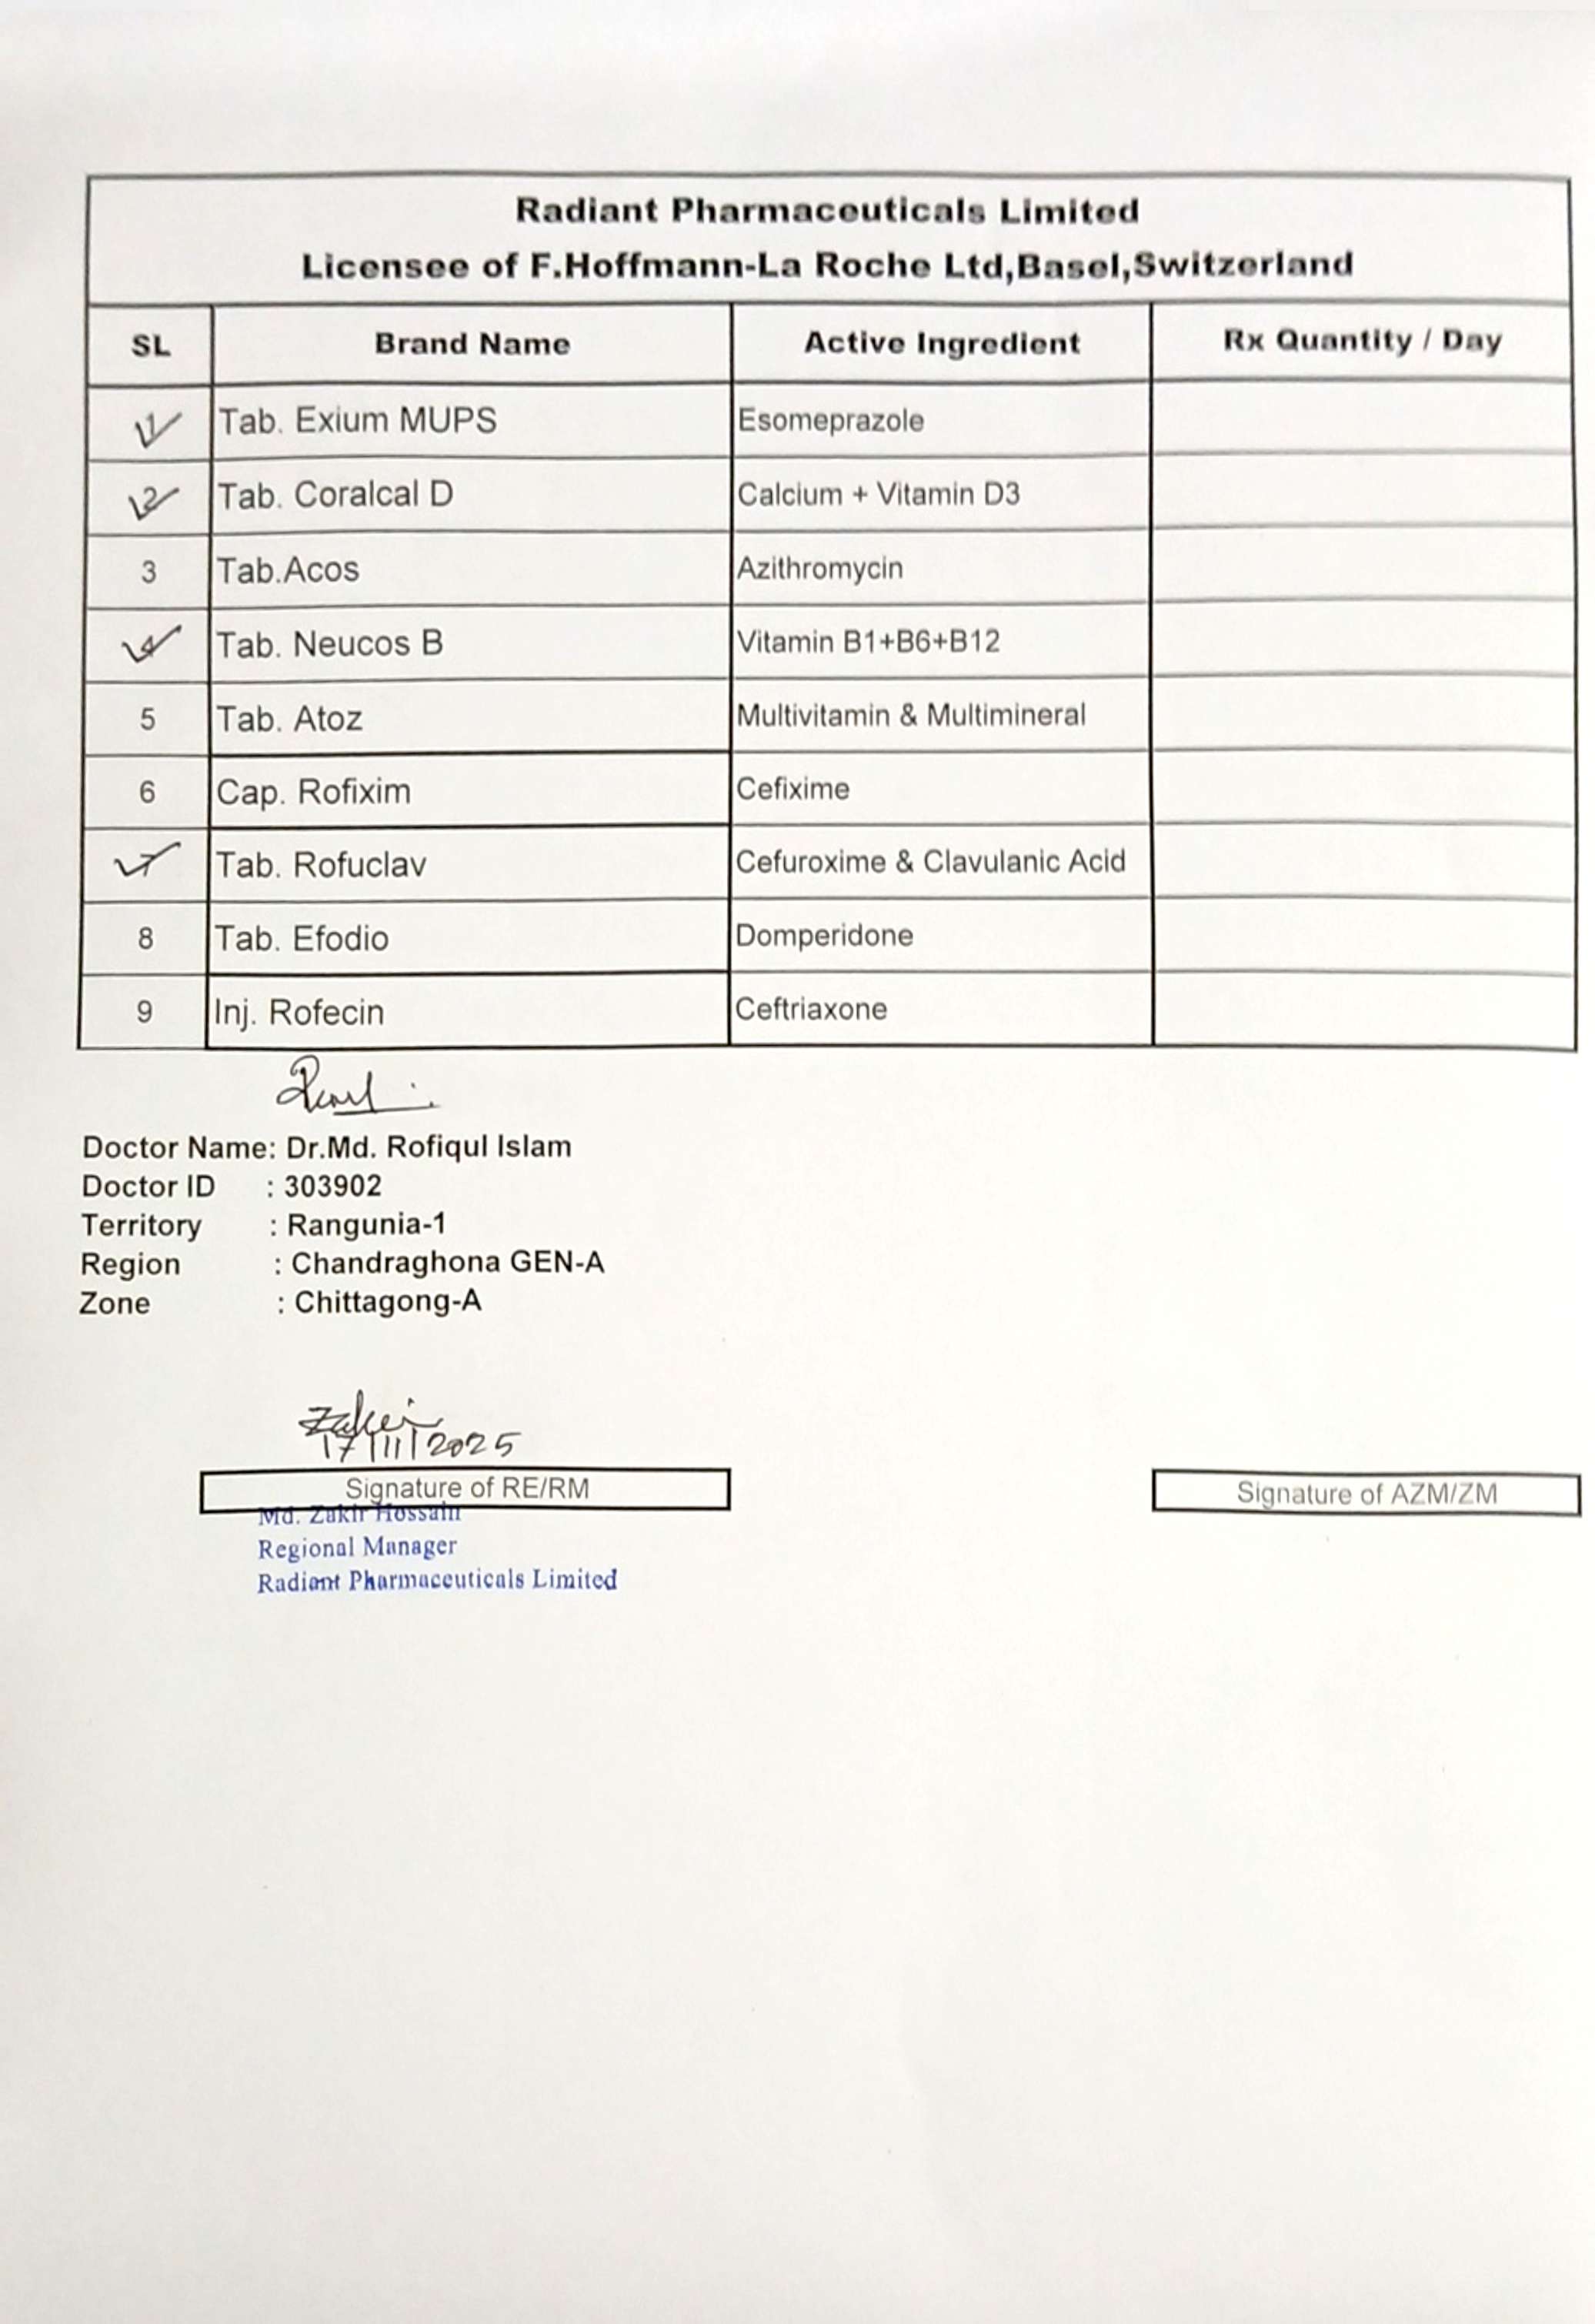 Radiant Pharmaceuticals Limited
Licensee of F.Hoffmann-La Roche Ltd,Basel,Switzerland
SL Brand Name Active Ingredient Rx Quantity / Day
1 Tab. Exium MUPS Esomeprazole
2 Tab. Coralcal D Calcium + Vitamin D3
3 Tab.Acos Azithromycin
4 Tab. Neucos B Vitamin B1+B6+B12
5 Tab. Atoz Multivitamin & Multimineral
6 Cap. Rofixim Cefixime
7 Tab. Rofuclav Cefuroxime & Clavulanic Acid
8 Tab. Efodio Domperidone
9 Inj. Rofecin Ceftriaxone
Doctor Name: Dr.Md. Rofiqul Islam
Doctor ID : 303902
Territory : Rangunia-1
Region : Chandraghona GEN-A
Zone : Chittagong-A
Zakir
17/11/2025
Signature of RE/RM Signature of AZM/ZM
Md. Zakir Hossain
Regional Manager
Radiant Pharmaceuticals Limited